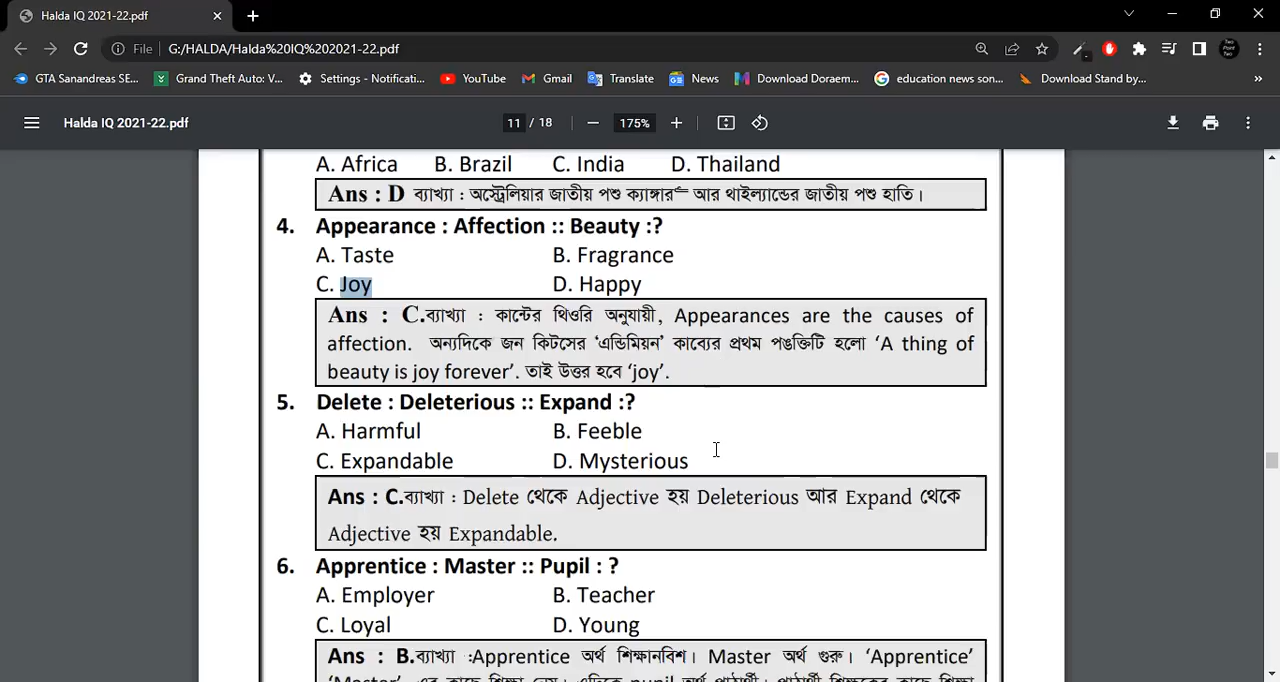 Halda IQ 2021-22.pdf
File G:/HALDA/Halda%20IQ%202021-22.pdf
GTA Sanandreas SE... Grand Theft Auto: V... Settings - Notificati... YouTube Gmail Translate News Download Doraem... education news son... Download Stand by... »
Halda IQ 2021-22.pdf 11 / 18 175%
A. Africa B. Brazil C. India D. Thailand
Ans : D ব্যাখ্যা : অস্ট্রেলিয়ার জাতীয় পশু ক্যাঙ্গার আর থাইল্যান্ডের জাতীয় পশু হাতি।
4. Appearance : Affection :: Beauty :?
A. Taste B. Fragrance
C. Joy D. Happy
Ans : C.ব্যাখ্যা : কান্টের থিওরি অনুযায়ী, Appearances are the causes of
affection. অন্যদিকে জন কিটসের ‘এন্ডিমিয়ন’ কাব্যের প্রথম পঙক্তিটি হলো ‘A thing of
beauty is joy forever’. তাই উত্তর হবে ‘joy’.
5. Delete : Deleterious :: Expand :?
A. Harmful B. Feeble
C. Expandable D. Mysterious
Ans : C.ব্যাখ্যা : Delete থেকে Adjective হয় Deleterious আর Expand থেকে
Adjective হয় Expandable.
6. Apprentice : Master :: Pupil : ?
A. Employer B. Teacher
C. Loyal D. Young
Ans : B.ব্যাখ্যা :Apprentice অর্থ শিক্ষানবিশ। Master অর্থ গুরু। ‘Apprentice’
‘Master’ এর কাছে শিক্ষা নেয়। এদিকে pupil অর্থ শিক্ষার্থী।